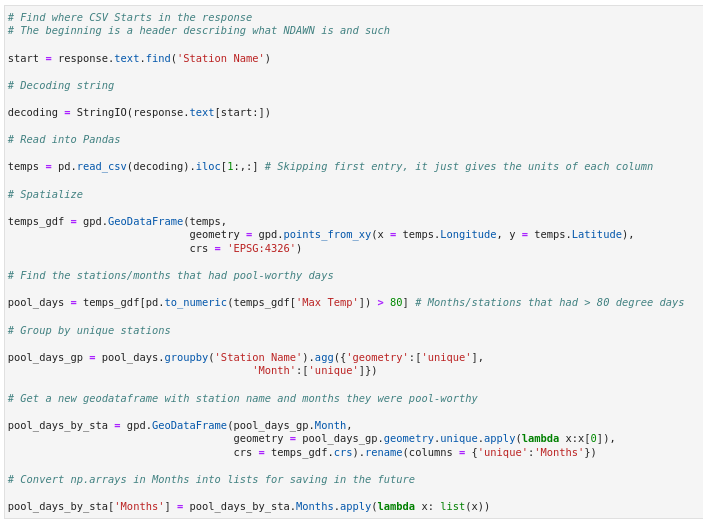 # Find where CSV Starts in the response
# The beginning is a header describing what NDAWN is and such
start = response.text.find('Station Name')
# Decoding string
decoding = StringIO(response.text[start:])
# Read into Pandas
temps = pd.read_csv(decoding).iloc[1:,:] # Skipping first entry, it just gives the units of each column
# Spatialize
temps_gdf = gpd.GeoDataFrame(temps,
geometry = gpd.points_from_xy(x = temps.Longitude, y = temps.Latitude),
crs = 'EPSG:4326')
# Find the stations/months that had pool-worthy days
pool_days = temps_gdf[pd.to_numeric(temps_gdf['Max Temp']) > 80] # Months/stations that had > 80 degree days
# Group by unique stations
pool_days_gp = pool_days.groupby('Station Name').agg({'geometry':['unique'],
'Month':['unique']})
# Get a new geodataframe with station name and months they were pool-worthy
pool_days_by_sta = gpd.GeoDataFrame(pool_days_gp.Month,
geometry = pool_days_gp.geometry.unique.apply(lambda x:x[0]),
crs = temps_gdf.crs).rename(columns = {'unique':'Months'})
# Convert np.arrays in Months into lists for saving in the future
pool_days_by_sta['Months'] = pool_days_by_sta.Months.apply(lambda x: list(x))